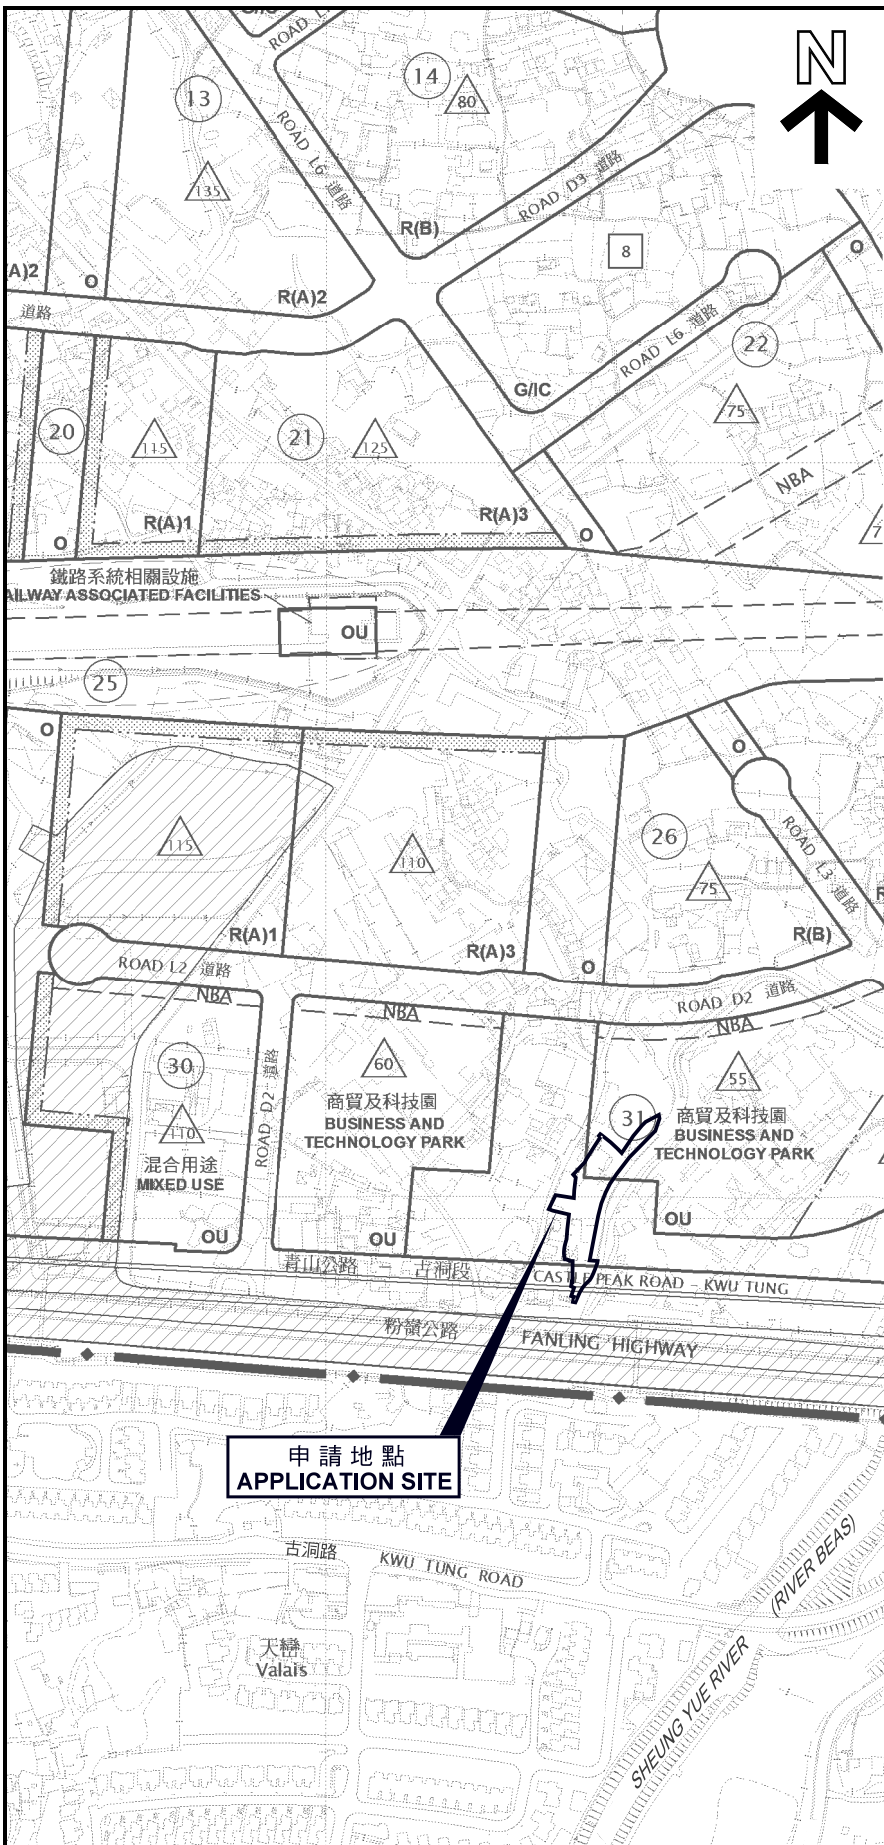 N
13
14
80
ROAD L6 道路
135
R(B)
ROAD D3 道路
8
O
A)2
O
R(A)2
道路
ROAD L6 道路
22
G/IC
75
20
115
21
125
NBA
R(A)1
R(A)3
O
O
鐵路系統相關設施
AILWAY ASSOCIATED FACILITIES
OU
25
O
O
115
110
26
75
ROAD L3 道路
R(A)1
R(A)3
R(B)
O
ROAD L2 道路
ROAD D2 道路
NBA
NBA
NBA
30
60
55
ROAD D2 道路
31
商貿及科技園
BUSINESS AND
TECHNOLOGY PARK
商貿及科技園
BUSINESS AND
TECHNOLOGY PARK
110
混合用途
MIXED USE
OU
OU
OU
青山公路 - 古洞段
CASTLE PEAK ROAD - KWU TUNG
粉嶺公路
FANLING HIGHWAY
申請地點
APPLICATION SITE
古洞路
KWU TUNG ROAD
(RIVER BEAS)
天巒
Valais
SHEUNG YUE RIVER